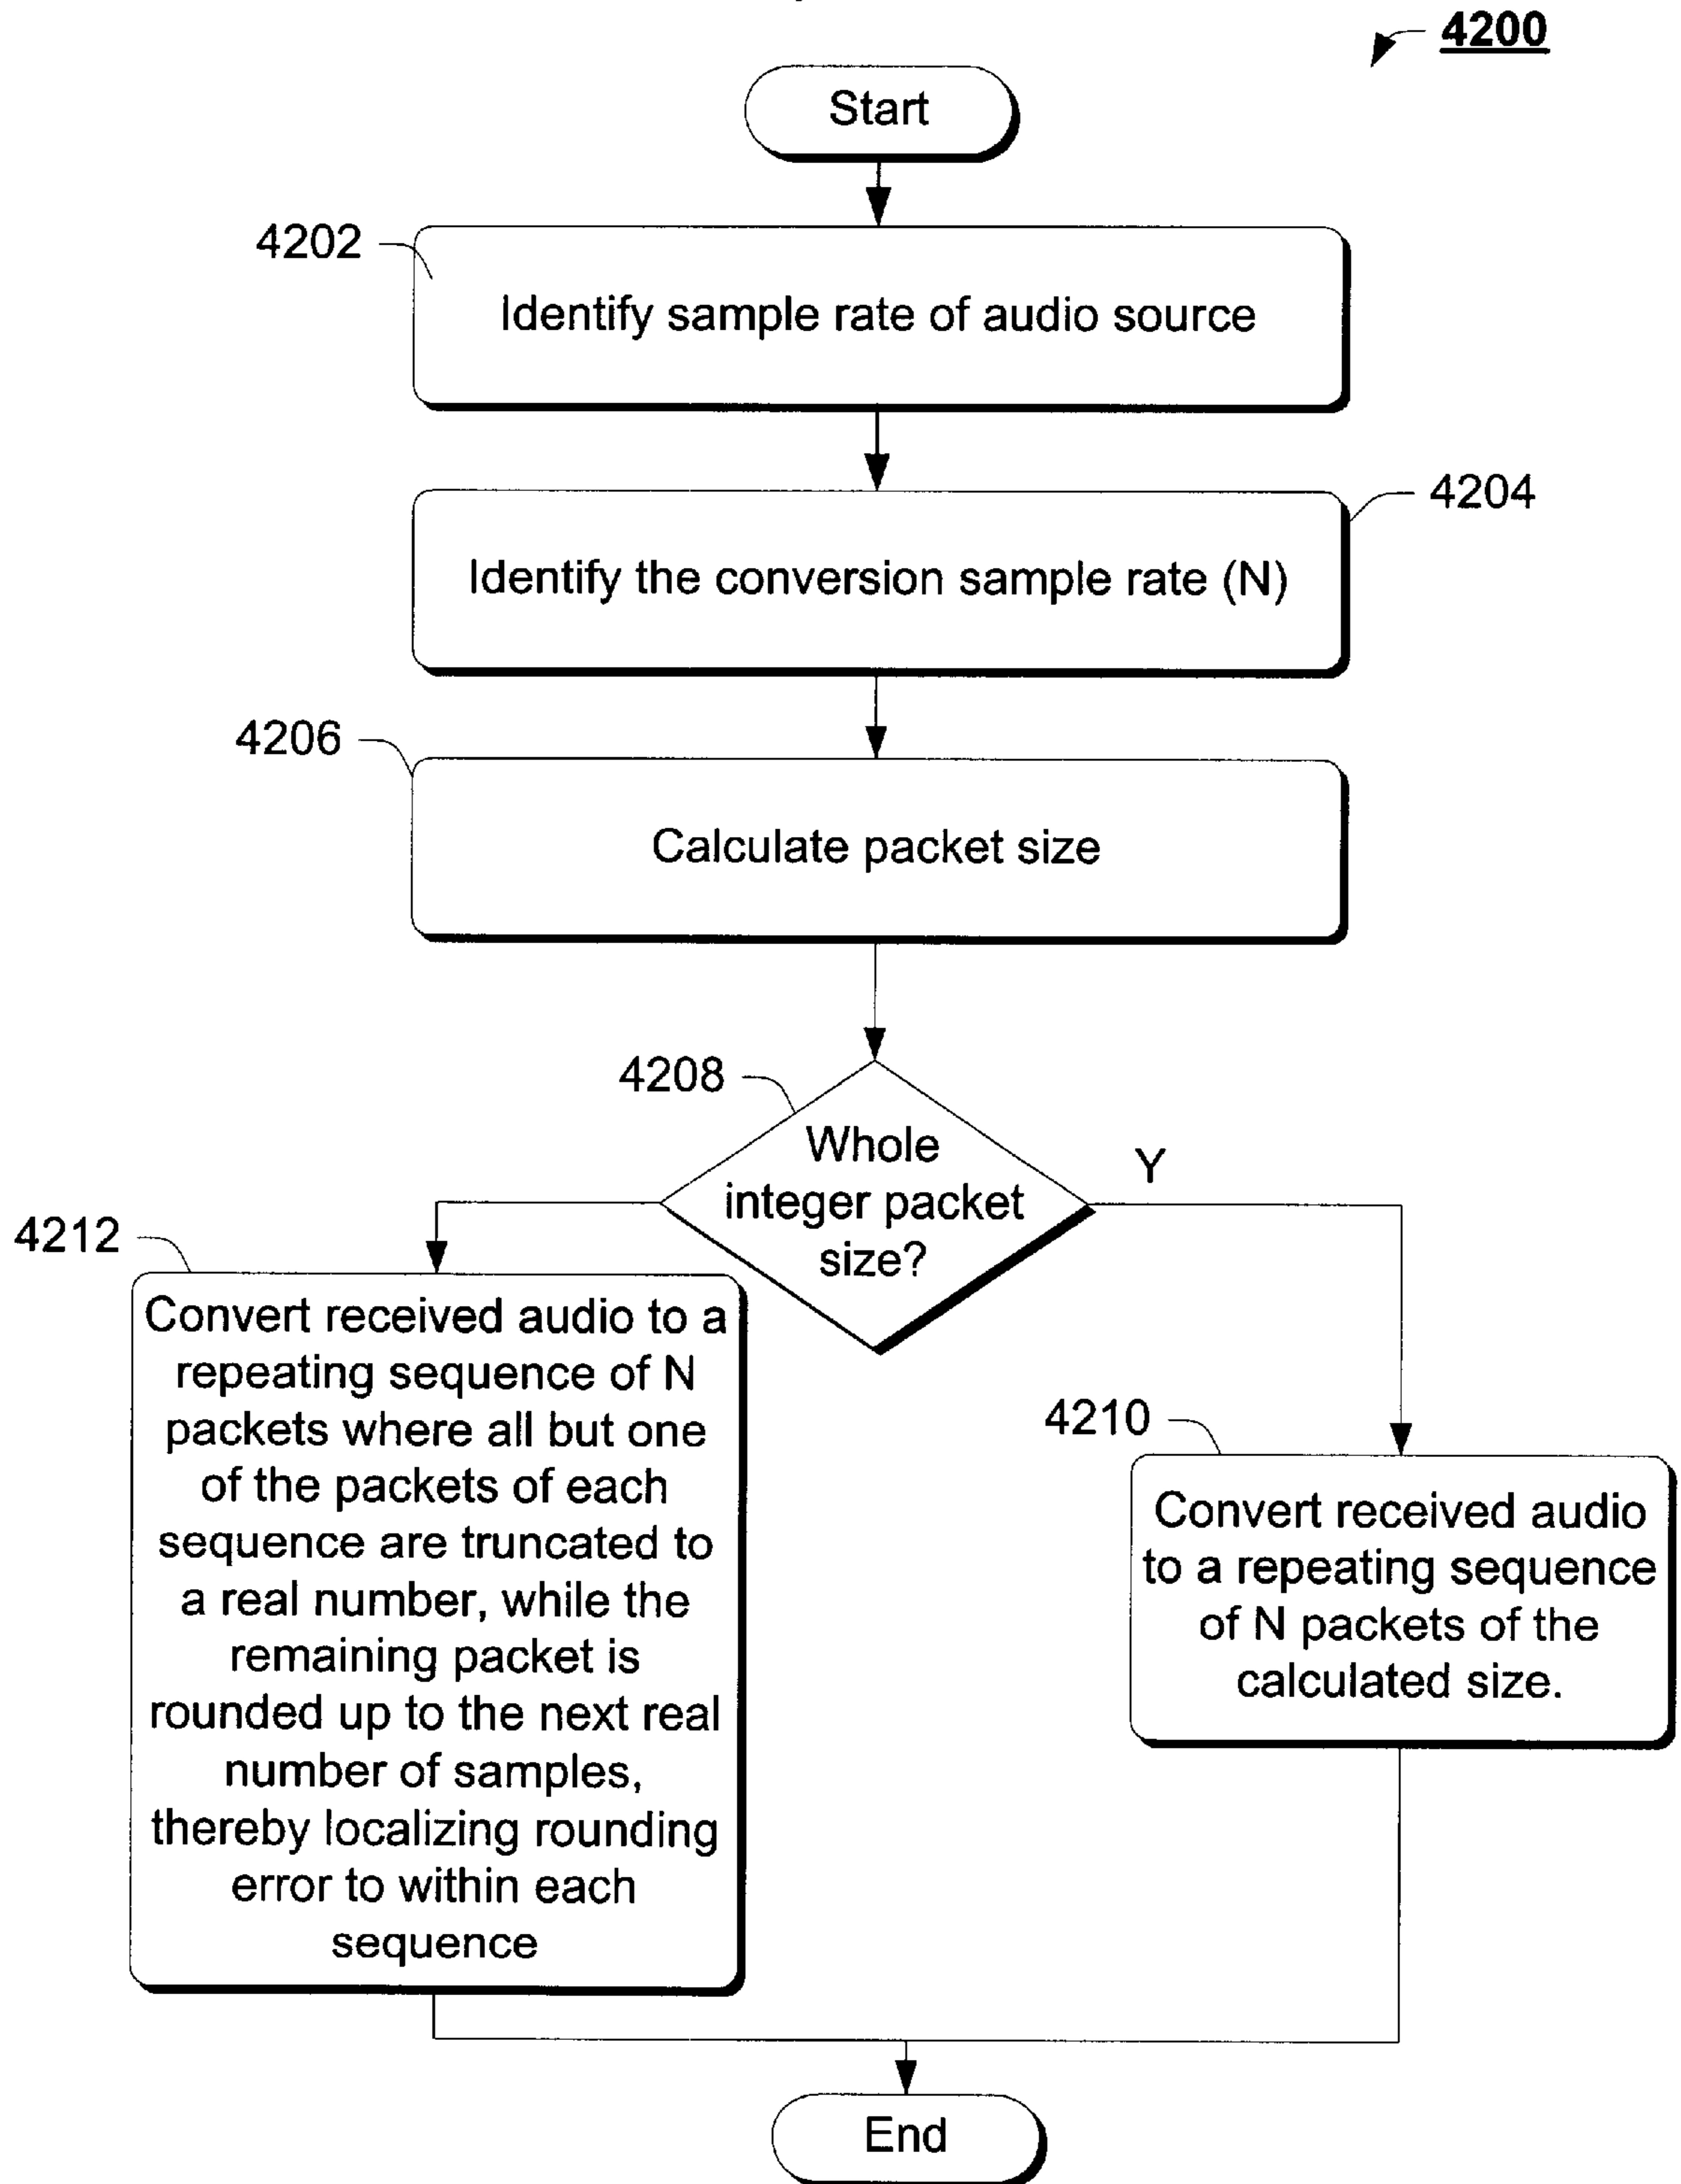 4200
Start
4202
Identify sample rate of audio source
4204
Identify the conversion sample rate (N)
4206
Calculate packet size
4208
Whole
integer packet
size?
Y
4212
Convert received audio to a
repeating sequence of N
packets where all but one
of the packets of each
sequence are truncated to
a real number, while the
remaining packet is
rounded up to the next real
number of samples,
thereby localizing rounding
error to within each
sequence
4210
Convert received audio
to a repeating sequence
of N packets of the
calculated size.
End